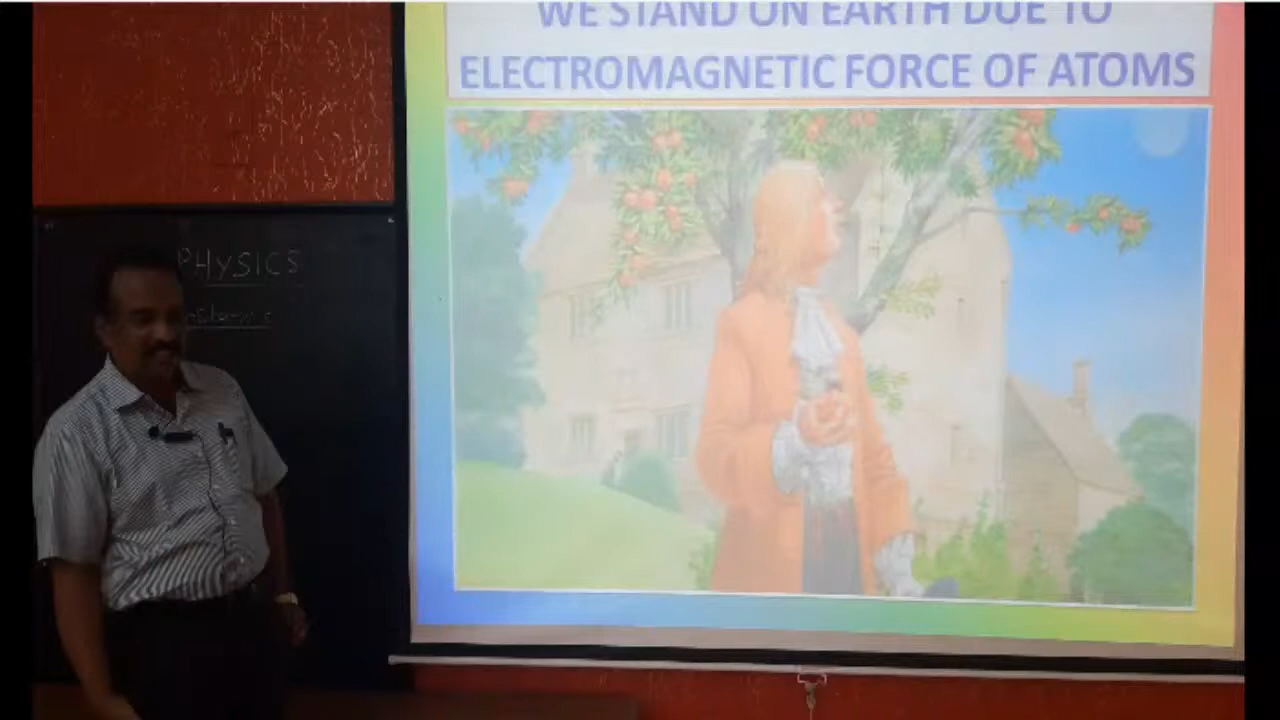 WE STAND ON EARTH DUE TO
ELECTROMAGNETIC FORCE OF ATOMS
PHYSICS